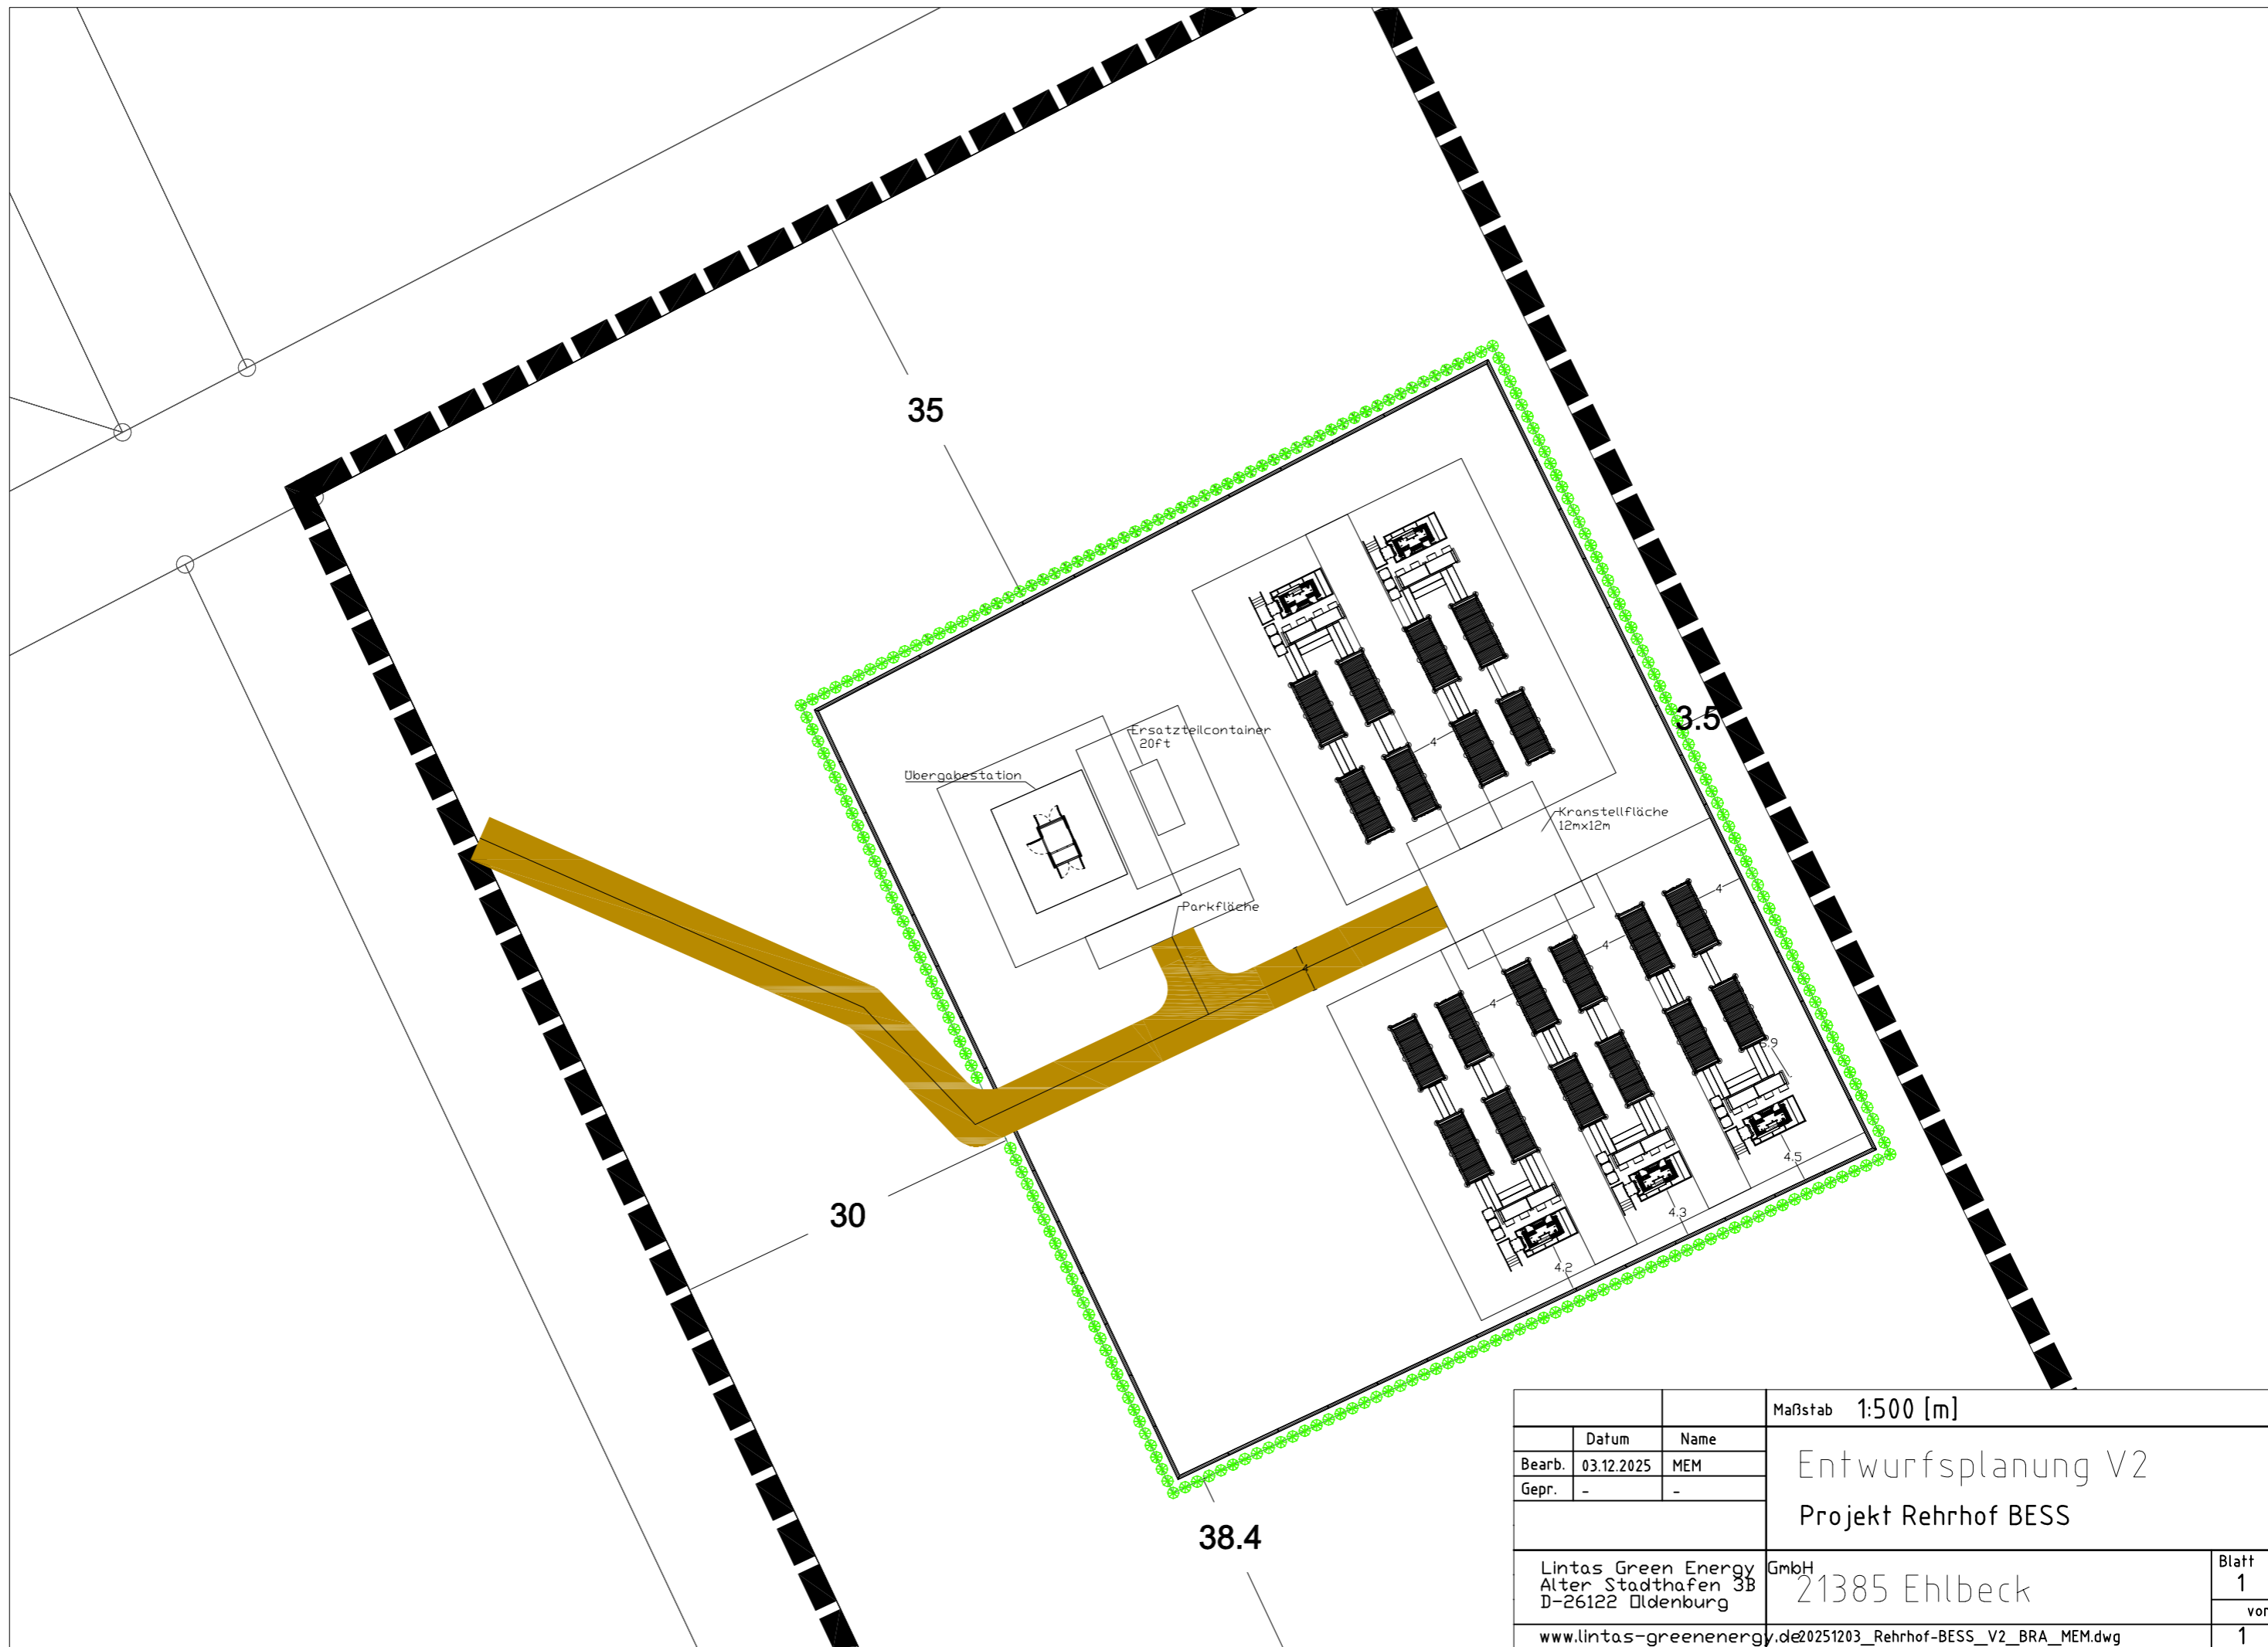 35
3.5
Ersatzteilcontainer
20ft
Übergabestation
4
Kranstellfläche
12mx12m
4
Parkfläche
4
4
4
6.9
4.5
30
4.3
4.2
38.4
Maßstab 1:500 [m]
Datum Name
Bearb. 03.12.2025 MEM
Gepr. - -
Entwurfsplanung V2
Projekt Rehrhof BESS
Lintas Green Energy GmbH
Alter Stadthafen 3B
D-26122 Oldenburg
21385 Ehlbeck
Blatt
1
von
1
www.lintas-greenenergy.de
20251203_Rehrhof-BESS_V2_BRA_MEM.dwg